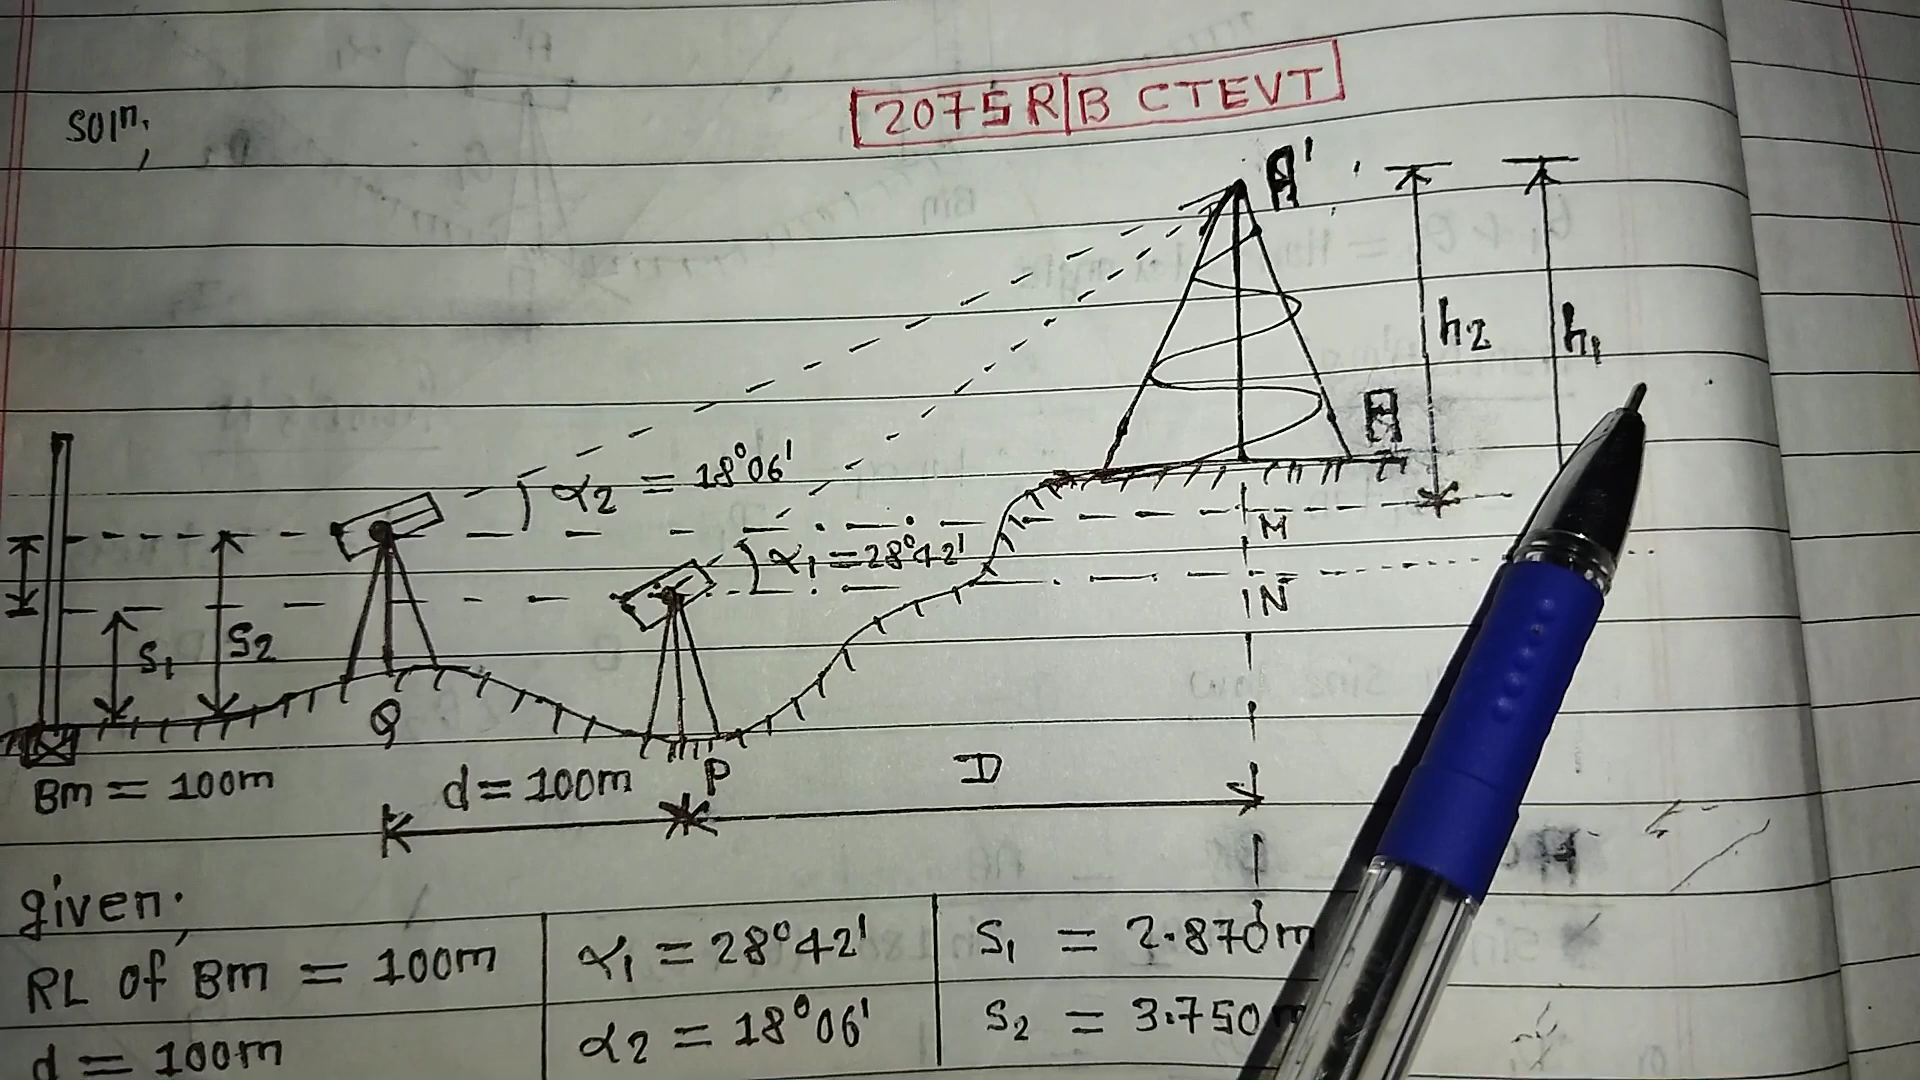 2075 R/B CTEVT
Soln;
A'
h2
h1
A
α2 = 18°06'
α1 = 28°42'
M
N
S1
S2
Q
P
Bm = 100m
d = 100m
D
given;
RL of Bm = 100m
α1 = 28°42'
S1 = 2.870m
d = 100m
α2 = 18°06'
S2 = 3.750m